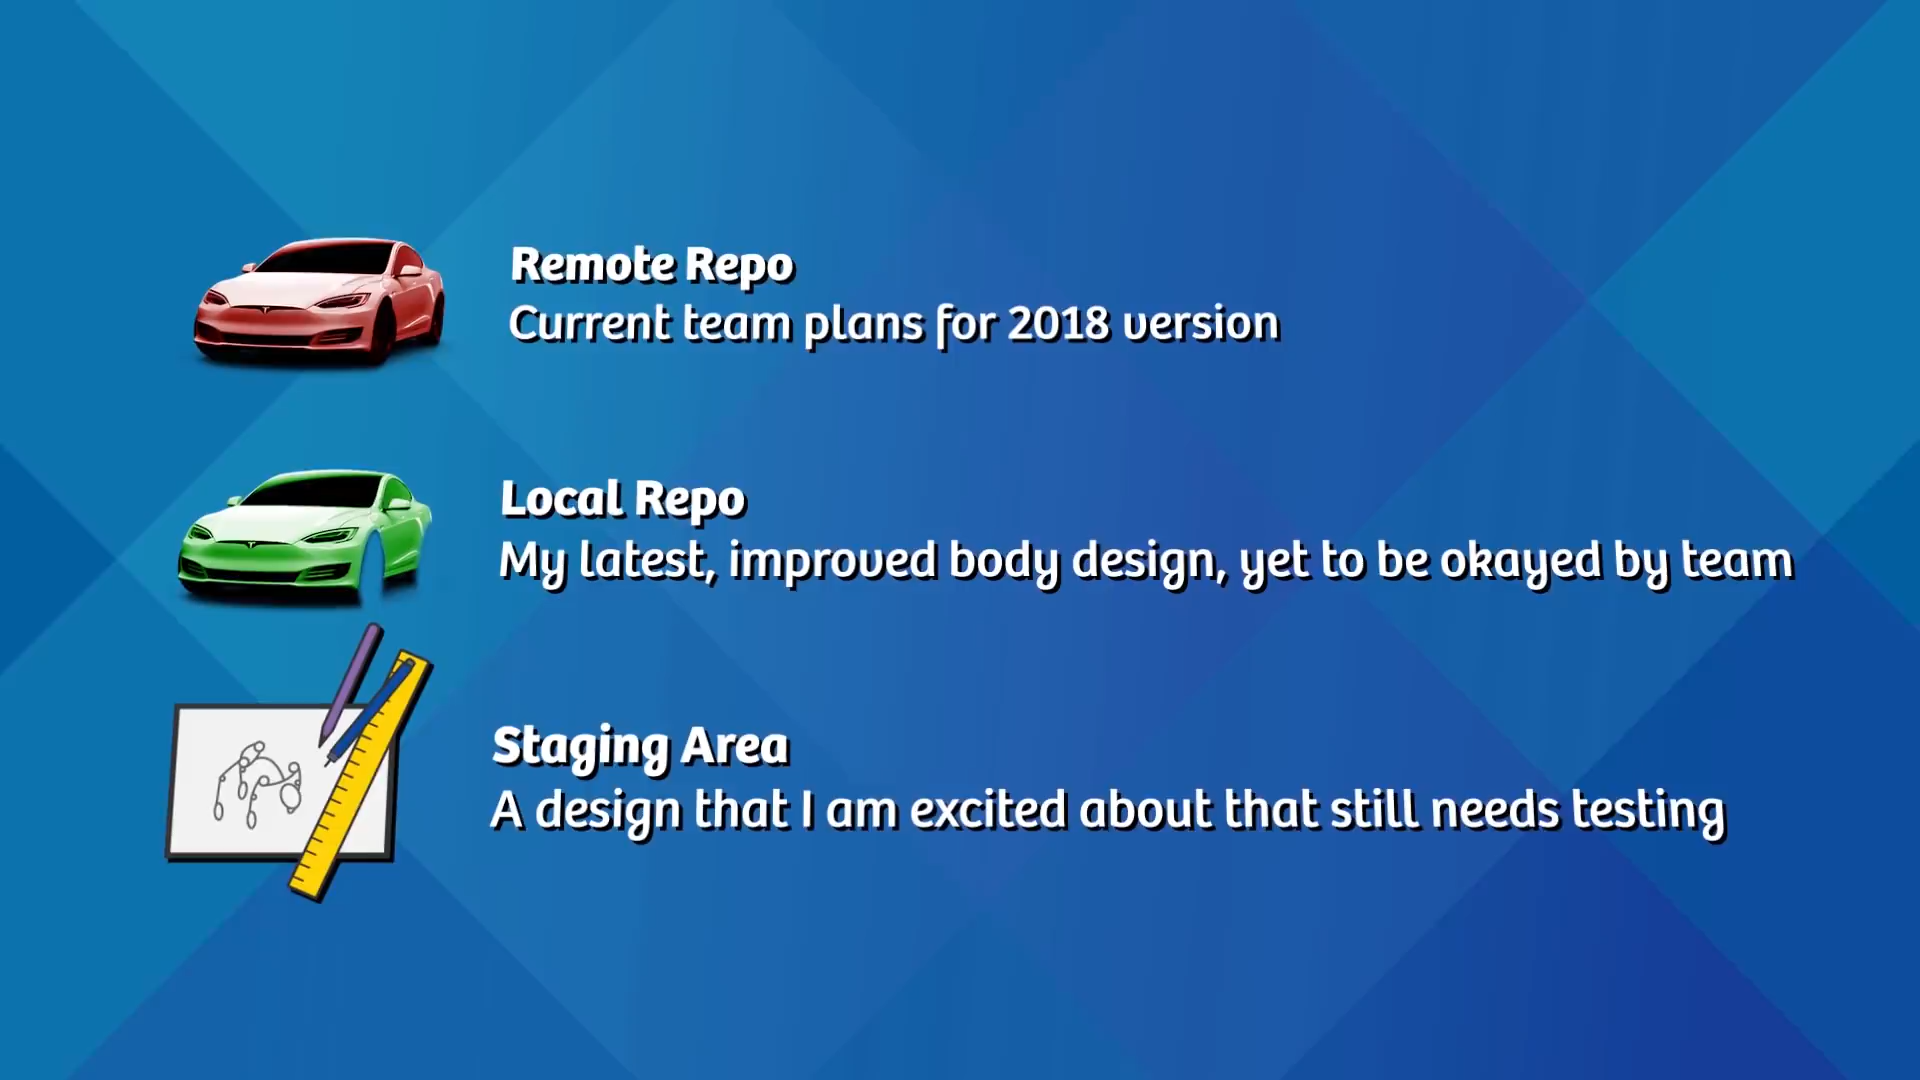 Remote Repo
Current team plans for 2018 version
Local Repo
My latest, improved body design, yet to be okayed by team
Staging Area
A design that I am excited about that still needs testing